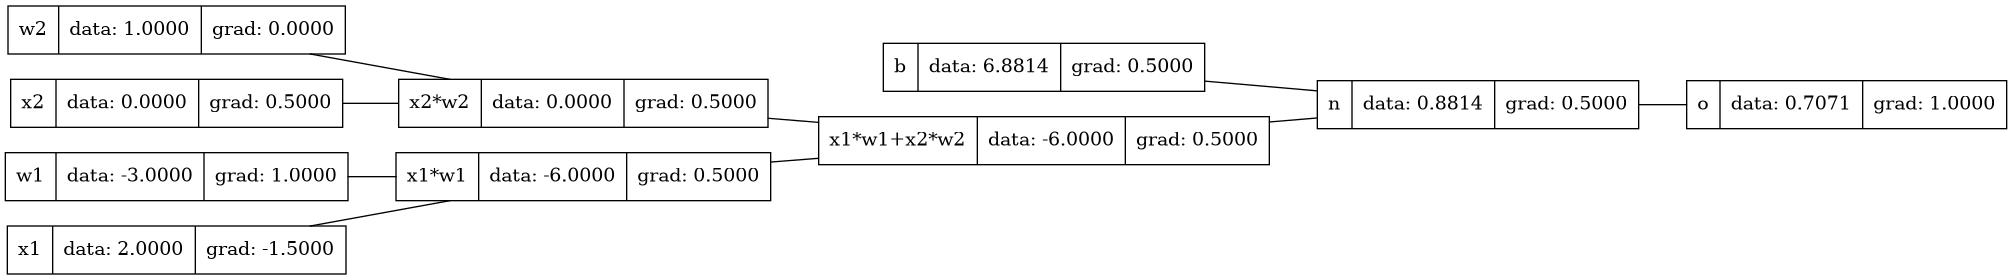 w2 data: 1.0000 grad: 0.0000
x2 data: 0.0000 grad: 0.5000
w1 data: -3.0000 grad: 1.0000
x1 data: 2.0000 grad: -1.5000
x2*w2 data: 0.0000 grad: 0.5000
x1*w1 data: -6.0000 grad: 0.5000
b data: 6.8814 grad: 0.5000
x1*w1+x2*w2 data: -6.0000 grad: 0.5000
n data: 0.8814 grad: 0.5000
o data: 0.7071 grad: 1.0000